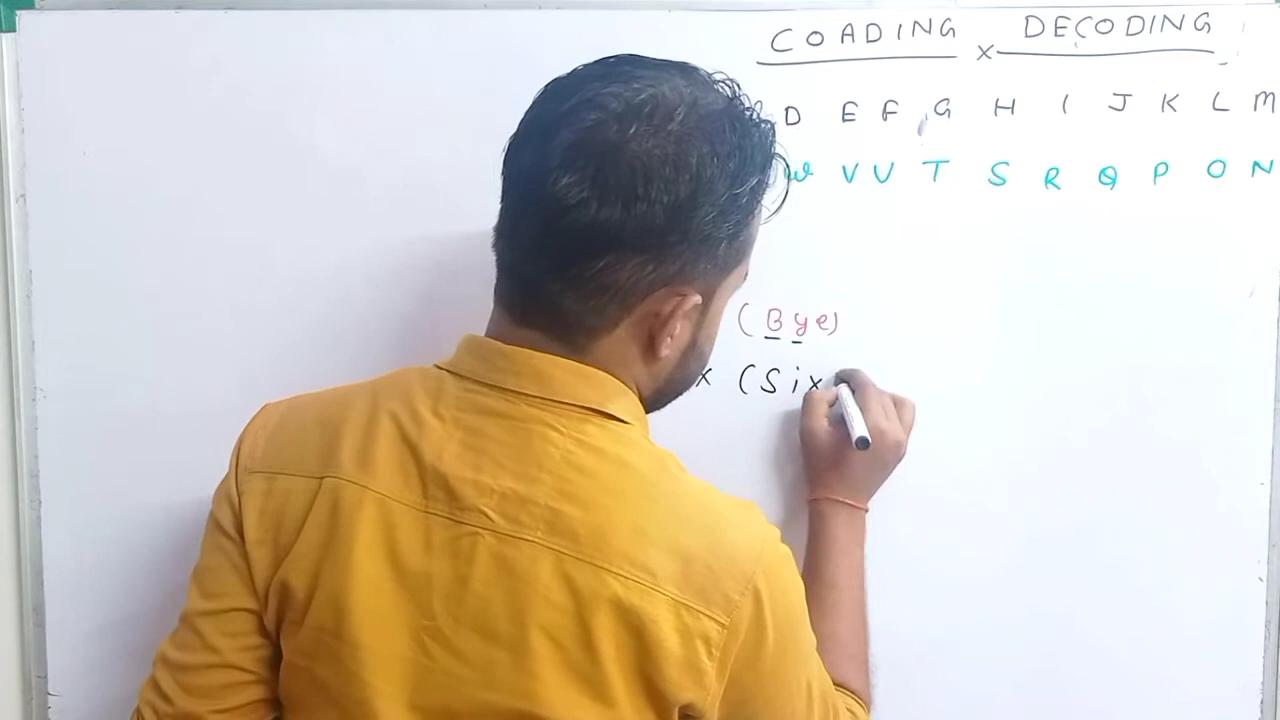 COADING x DECODING
D E F G H I J K L M
W V U T S R Q P O N
(Bye)
x (Six